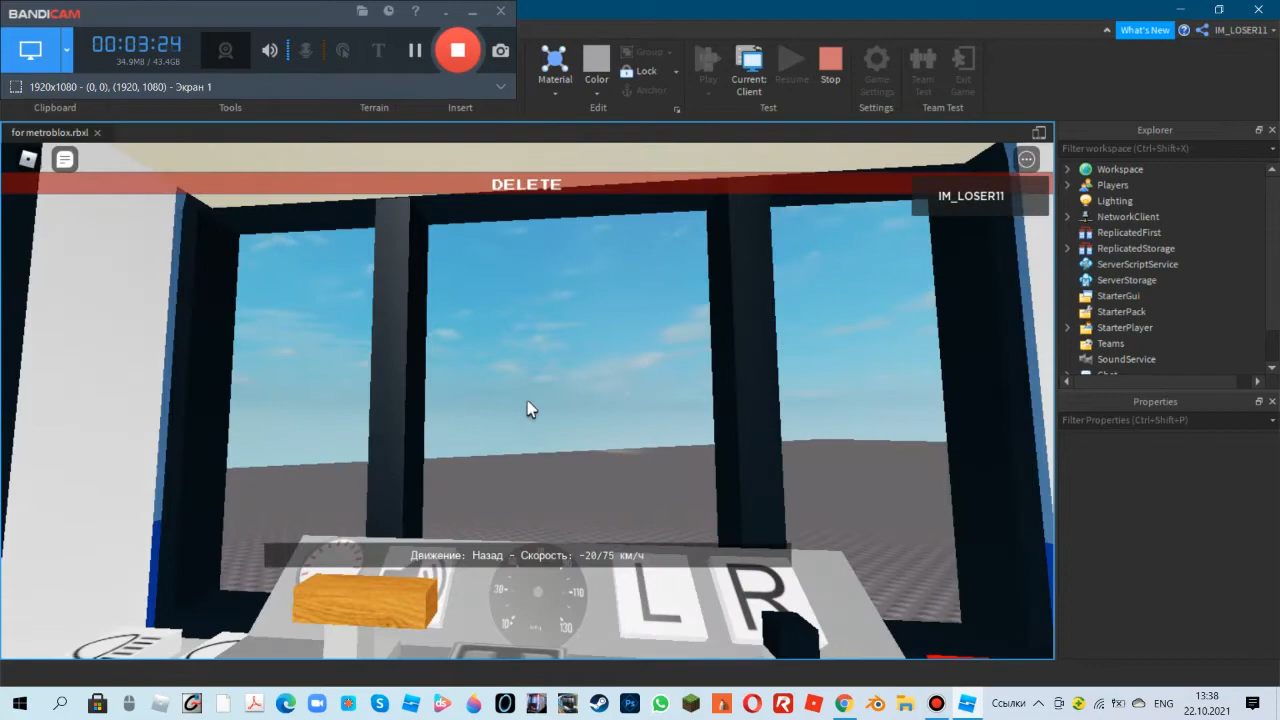 BANDICAM
00:03:24
34.9MB / 43.4GB
T
1920x1080 - (0, 0), (1920, 1080) - Экран 1
What's New
IM_LOSER11
Material
Color
Group
Lock
Anchor
Play
Current:
Client
Resume
Stop
Game
Settings
Team
Test
Exit
Game
Clipboard
Tools
Terrain
Insert
Edit
Test
Settings
Team Test
for metroblox.rbxl
DELETE
IM_LOSER11
Движение: Назад - Скорость: -20/75 км/ч
30
110
10
130
L R
Explorer
Filter workspace (Ctrl+Shift+X)
Workspace
Players
Lighting
NetworkClient
ReplicatedFirst
ReplicatedStorage
ServerScriptService
ServerStorage
StarterGui
StarterPack
StarterPlayer
Teams
SoundService
Properties
Filter Properties (Ctrl+Shift+P)
Ссылки
ENG
13:38
22.10.2021